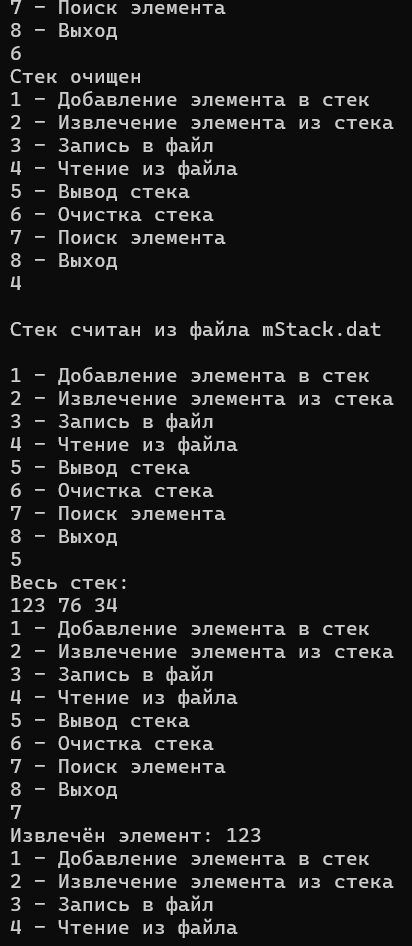 7 - Поиск элемента
8 - Выход
6
Стек очищен
1 - Добавление элемента в стек
2 - Извлечение элемента из стека
3 - Запись в файл
4 - Чтение из файла
5 - Вывод стека
6 - Очистка стека
7 - Поиск элемента
8 - Выход
4
Стек считан из файла mStack.dat
1 - Добавление элемента в стек
2 - Извлечение элемента из стека
3 - Запись в файл
4 - Чтение из файла
5 - Вывод стека
6 - Очистка стека
7 - Поиск элемента
8 - Выход
5
Весь стек:
123 76 34
1 - Добавление элемента в стек
2 - Извлечение элемента из стека
3 - Запись в файл
4 - Чтение из файла
5 - Вывод стека
6 - Очистка стека
7 - Поиск элемента
8 - Выход
7
Извлечён элемент: 123
1 - Добавление элемента в стек
2 - Извлечение элемента из стека
3 - Запись в файл
4 - Чтение из файла